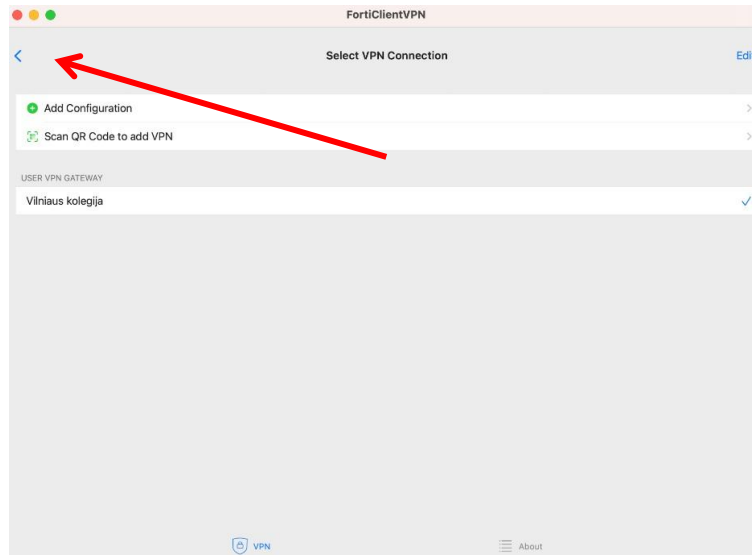 FortiClientVPN
Select VPN Connection
Edi
Add Configuration
Scan QR Code to add VPN
USER VPN GATEWAY
Vilniaus kolegija
VPN
About